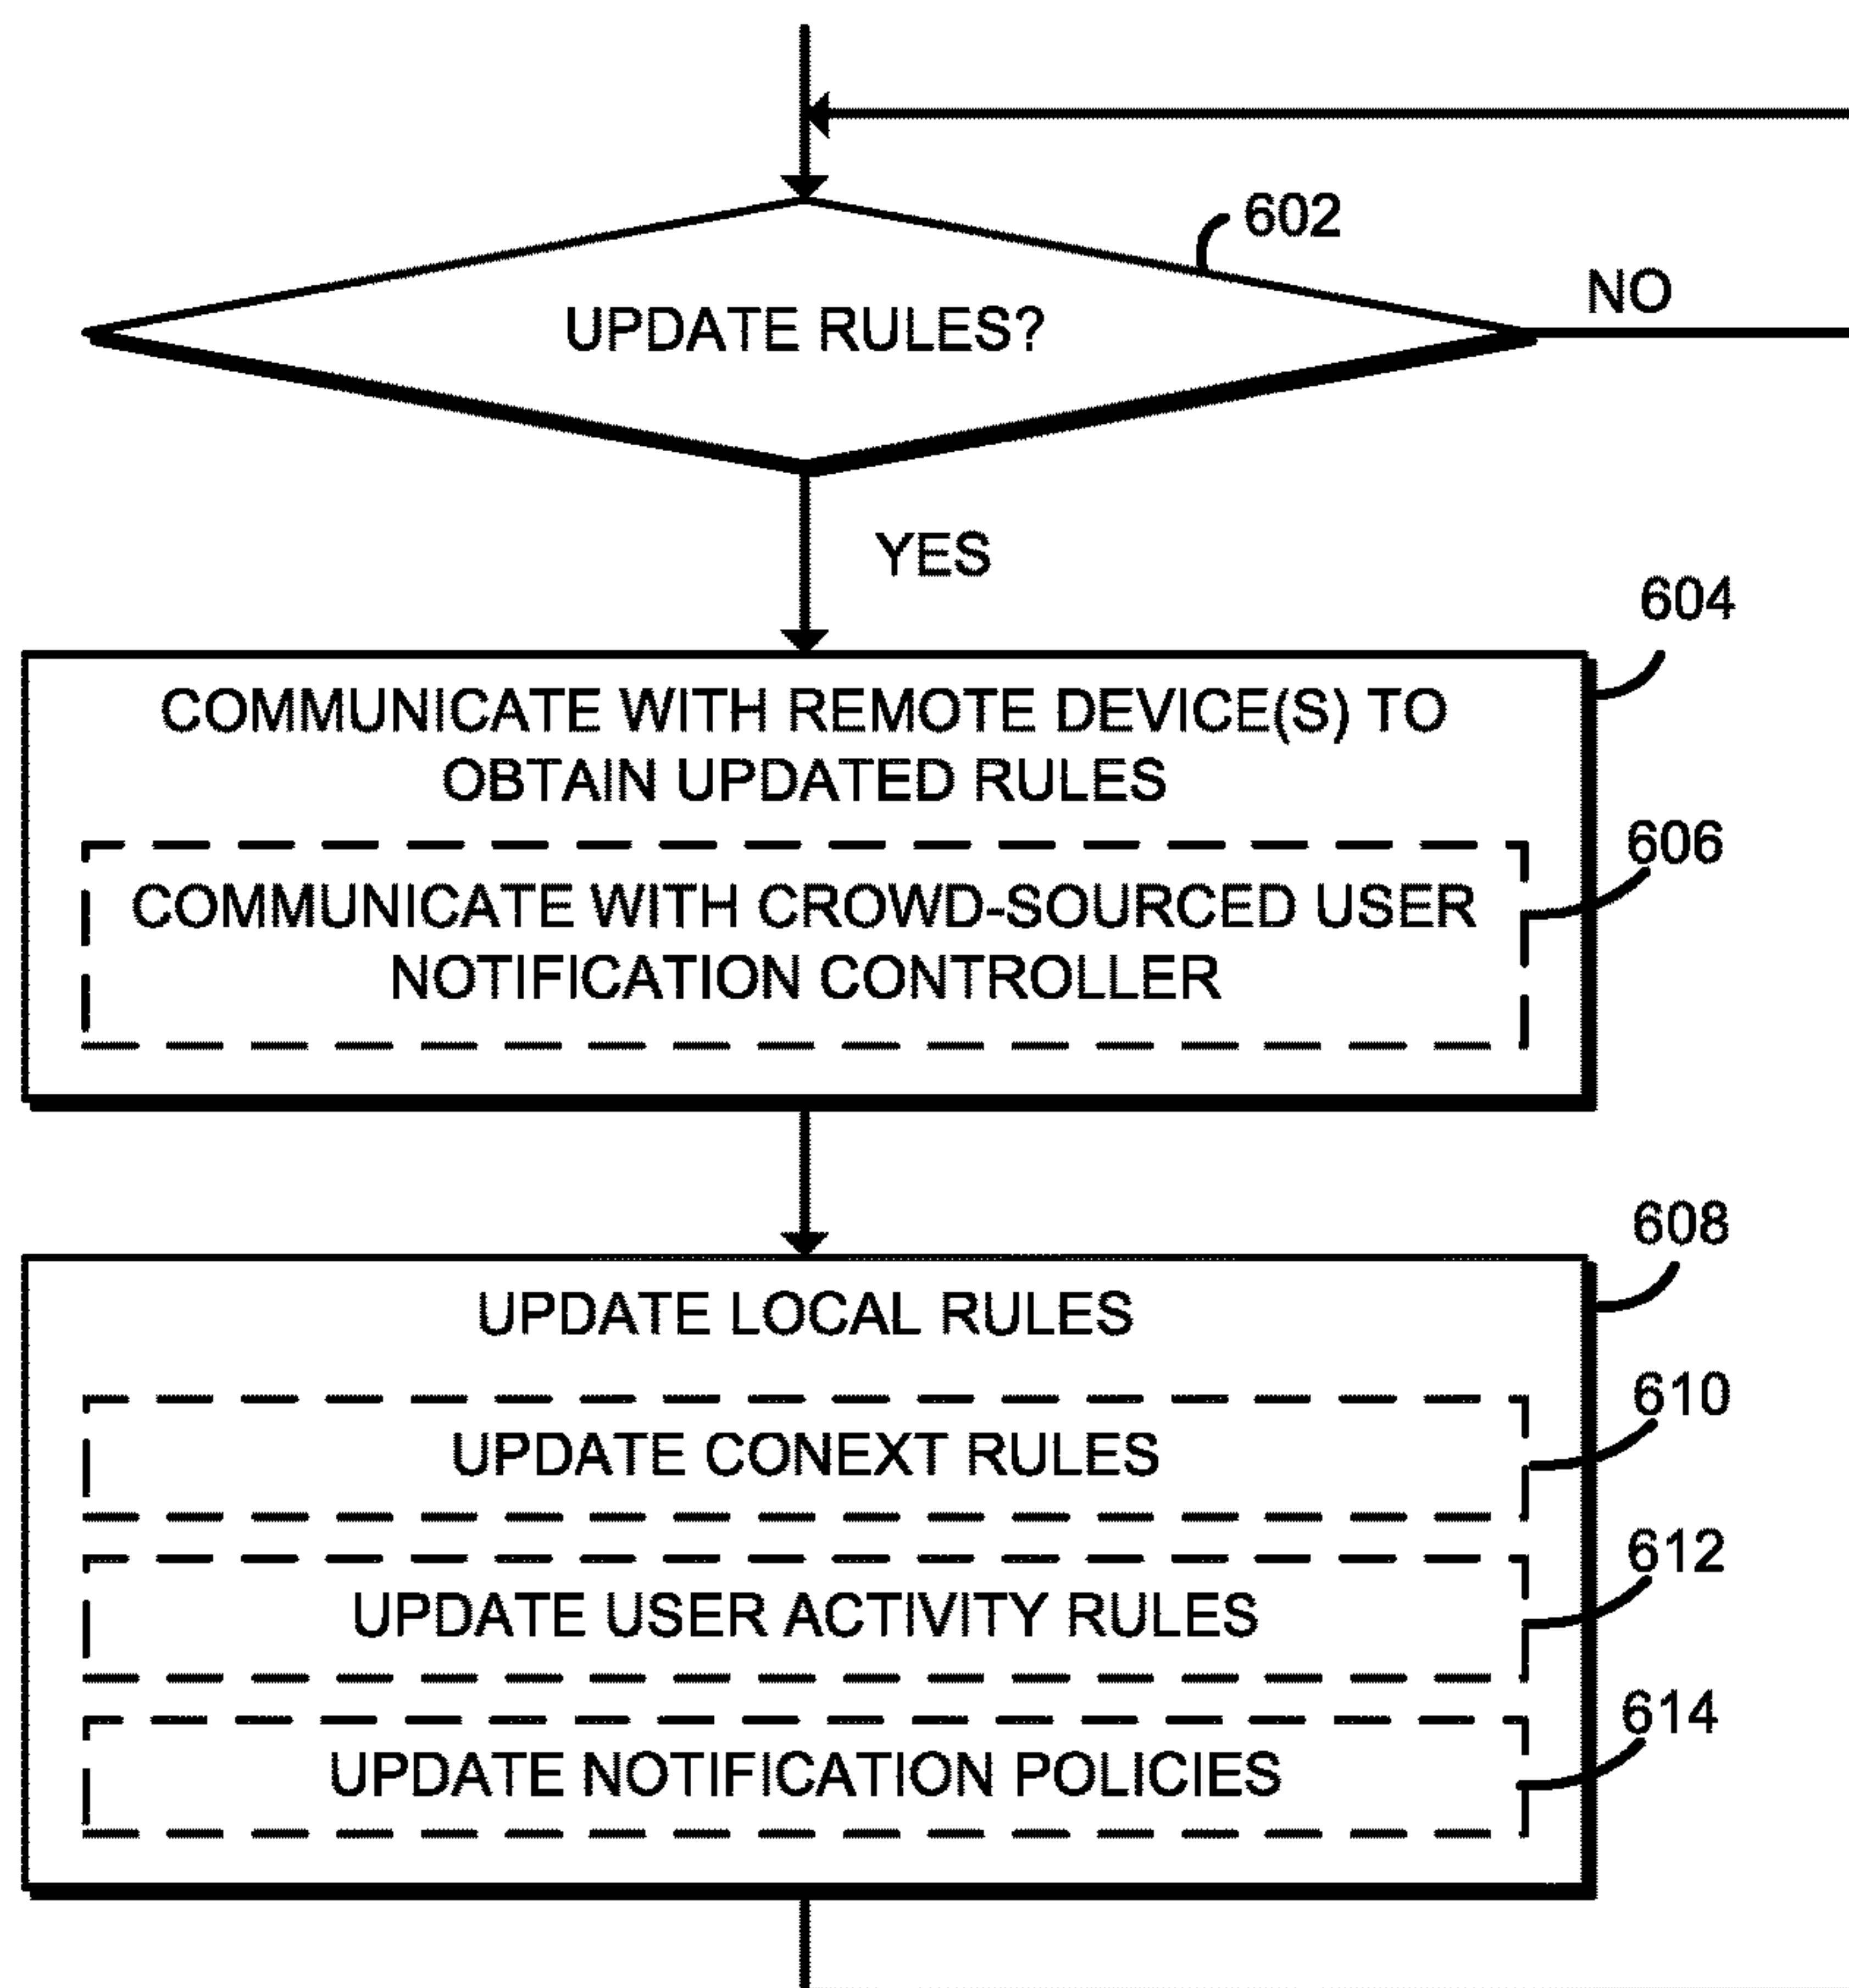 602
UPDATE RULES?
NO
YES
604
COMMUNICATE WITH REMOTE DEVICE(S) TO
OBTAIN UPDATED RULES
606
COMMUNICATE WITH CROWD-SOURCED USER
NOTIFICATION CONTROLLER
608
UPDATE LOCAL RULES
610
UPDATE CONEXT RULES
612
UPDATE USER ACTIVITY RULES
614
UPDATE NOTIFICATION POLICIES